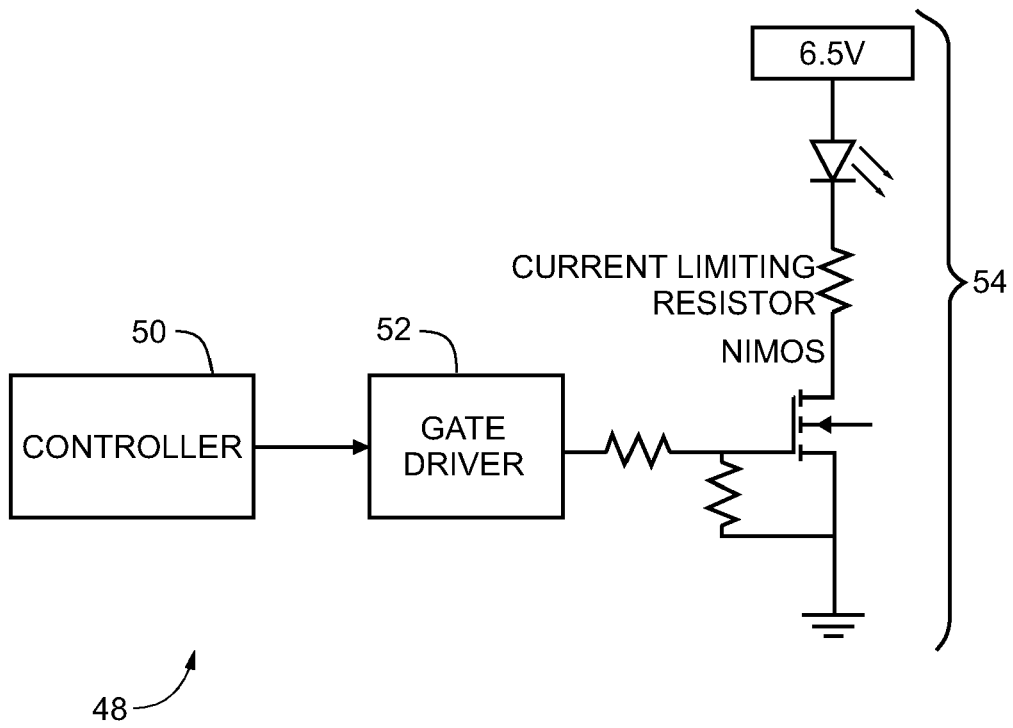 6.5V
54
CURRENT LIMITING
RESISTOR
NIMOS
50
52
CONTROLLER
GATE
DRIVER
48